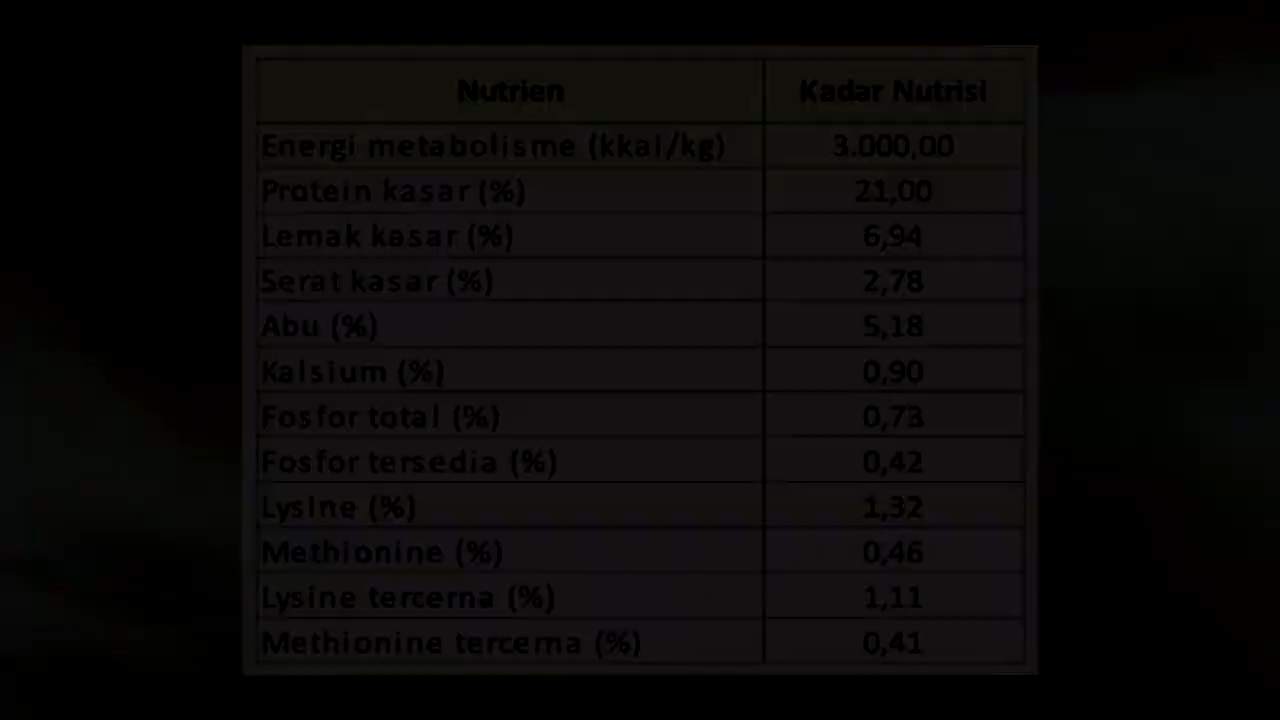 Nutrien Kadar Nutrisi
Energi metabolisme (kkal/kg) 3.000,00
Protein kasar (%) 21,00
Lemak kasar (%) 6,94
Serat kasar (%) 2,78
Abu (%) 5,18
Kalsium (%) 0,90
Fosfor total (%) 0,73
Fosfor tersedia (%) 0,42
Lysine (%) 1,32
Methionine (%) 0,46
Lysine tercerna (%) 1,11
Methionine tercerna (%) 0,41